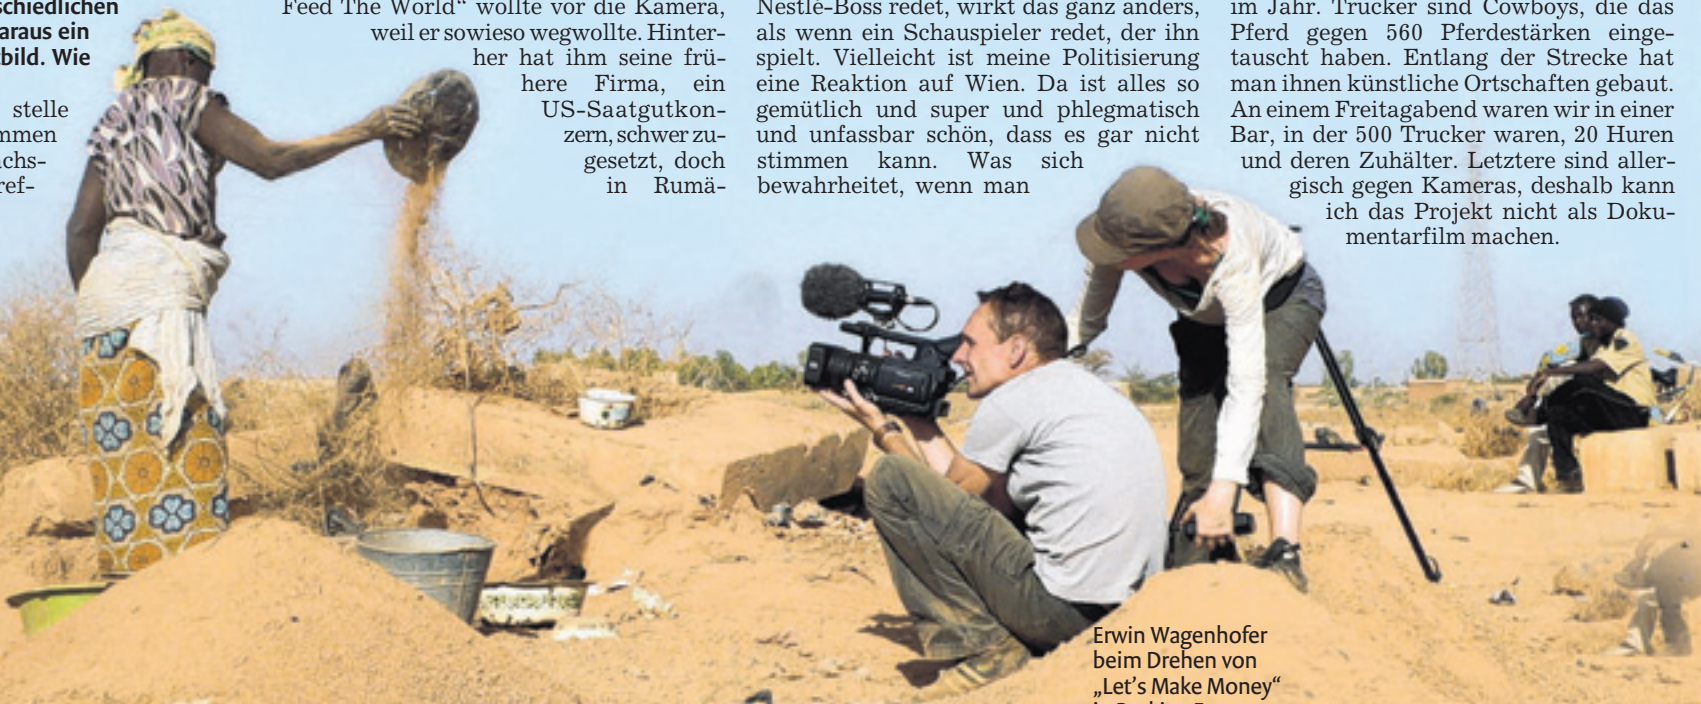 schiedlichen
araus ein
bild. Wie
stelle
mmen
chs-
ref-
Feed The World“ wollte vor die Kamera,
weil er sowieso wegwollte. Hinter-
her hat ihm seine frü-
here Firma, ein
US-Saatgutkon-
zern, schwer zu-
gesetzt, doch
in Rumä-
Nestlé-Boss redet, wirkt das ganz anders,
als wenn ein Schauspieler redet, der ihn
spielt. Vielleicht ist meine Politisierung
eine Reaktion auf Wien. Da ist alles so
gemütlich und super und phlegmatisch
und unfassbar schön, dass es gar nicht
stimmen kann. Was sich
bewahrheitet, wenn man
im Jahr. Trucker sind Cowboys, die das
Pferd gegen 560 Pferdestärken einge-
tauscht haben. Entlang der Strecke hat
man ihnen künstliche Ortschaften gebaut.
An einem Freitagabend waren wir in einer
Bar, in der 500 Trucker waren, 20 Huren
und deren Zuhälter. Letztere sind aller-
gisch gegen Kameras, deshalb kann
ich das Projekt nicht als Doku-
mentarfilm machen.
Erwin Wagenhofer
beim Drehen von
„Let’s Make Money“